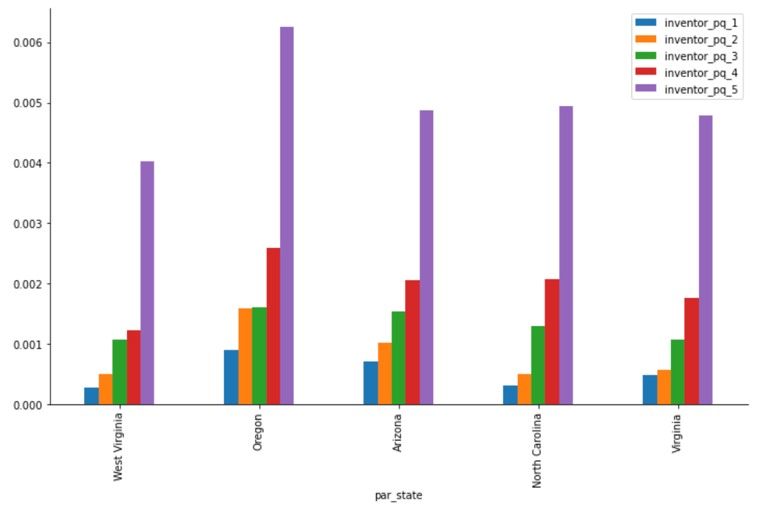 inventor_pq_1
inventor_pq_2
inventor_pq_3
inventor_pq_4
inventor_pq_5
0.006
0.005
0.004
0.003
0.002
0.001
0.000
West Virginia
Oregon
Arizona
North Carolina
Virginia
par_state